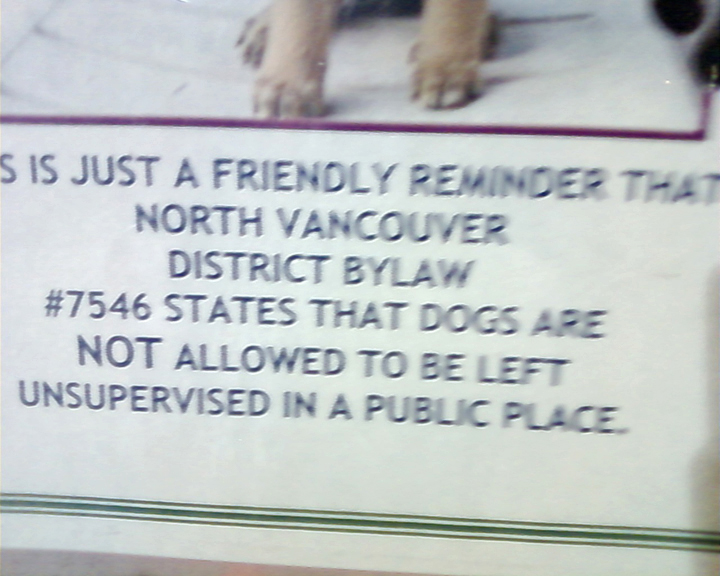 S IS JUST A FRIENDLY REMINDER THAT
NORTH VANCOUVER
DISTRICT BYLAW
#7546 STATES THAT DOGS ARE
NOT ALLOWED TO BE LEFT
UNSUPERVISED IN A PUBLIC PLACE.